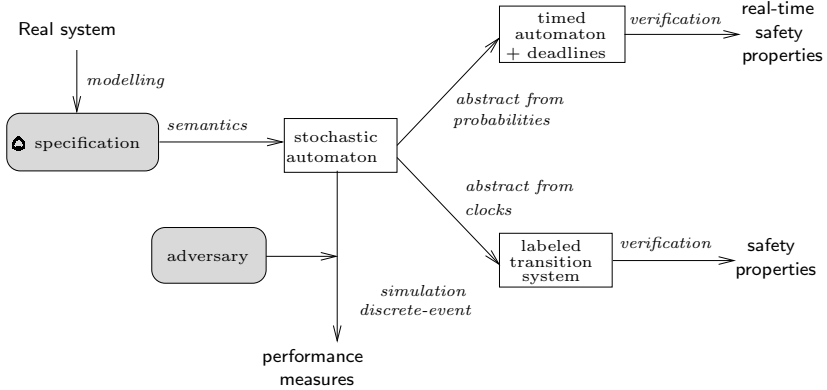 Real system
modelling
specification
semantics
stochastic
automaton
adversary
simulation
discrete-event
performance
measures
abstract from
probabilities
timed
automaton
+ deadlines
verification
real-time
safety
properties
abstract from
clocks
labeled
transition
system
verification
safety
properties